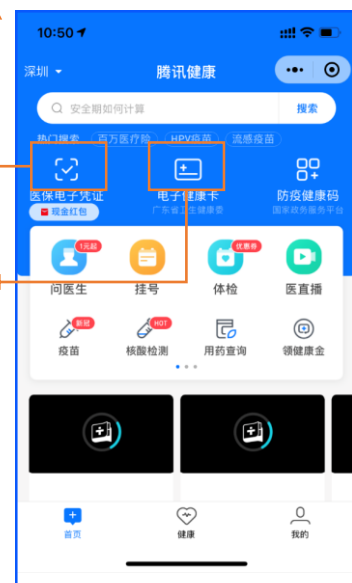 10:50
深圳
腾讯健康
安全期如何计算
搜索
热门搜索 百万医疗险 HPV疫苗 流感疫苗
医保电子凭证 电子健康卡 防疫健康码
现金红包 广东省卫生健康委 国家政务服务平台
1元起 优惠券
问医生 挂号 体检 医直播
新冠 HOT
疫苗 核酸检测 用药查询 领健康金
首页 健康 我的